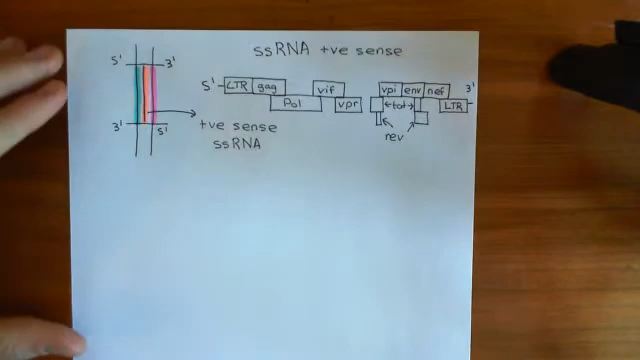 ssRNA +ve sense
5' 3'
5' LTR gag vif vpi env nef 3'
Pol vpr tat LTR
3' 5'
+ve sense
ssRNA
rev